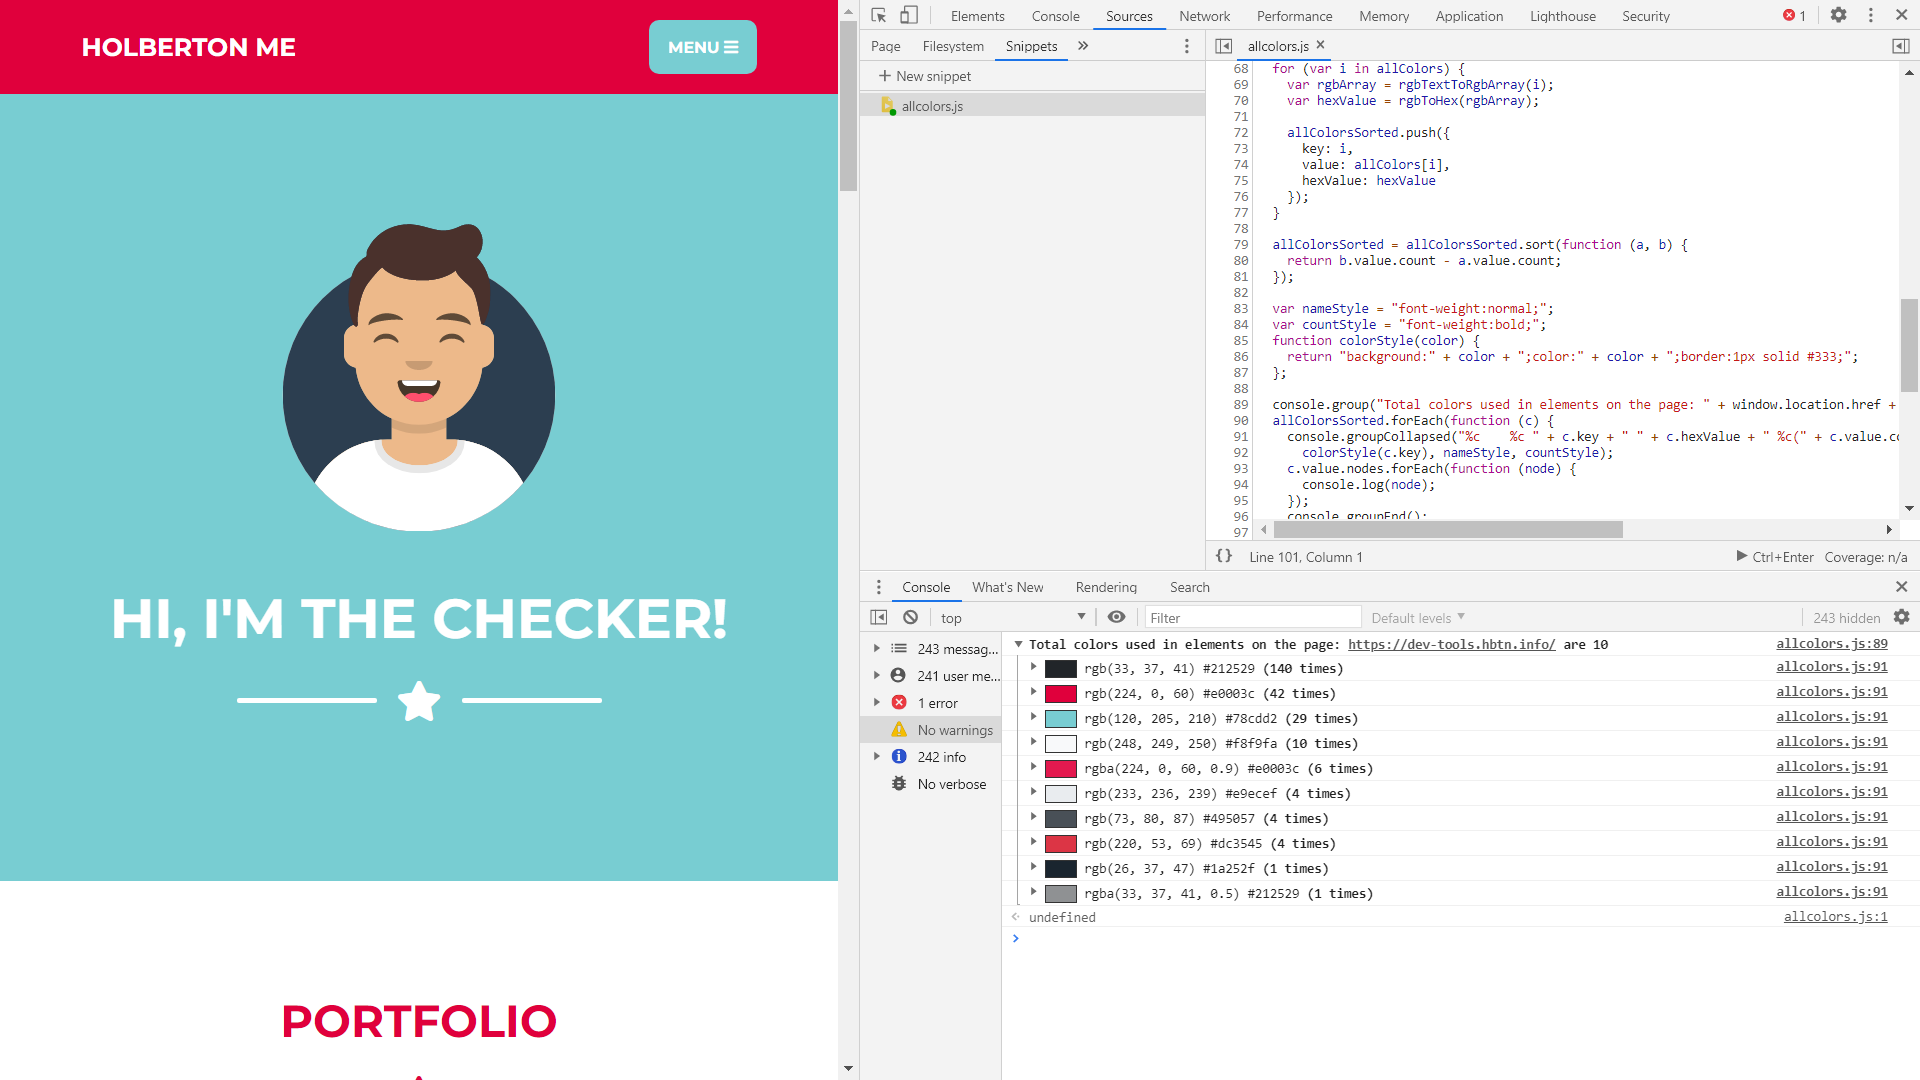 HOLBERTON ME
MENU
HI, I'M THE CHECKER!
PORTFOLIO
Elements Console Sources Network Performance Memory Application Lighthouse Security 1
Page Filesystem Snippets
New snippet
allcolors.js
allcolors.js
68 for (var i in allColors) {
69 var rgbArray = rgbTextToRgbArray(i);
70 var hexValue = rgbToHex(rgbArray);
71
72 allColorsSorted.push({
73 key: i,
74 value: allColors[i],
75 hexValue: hexValue
76 });
77 }
78
79 allColorsSorted = allColorsSorted.sort(function (a, b) {
80 return b.value.count - a.value.count;
81 });
82
83 var nameStyle = "font-weight:normal;";
84 var countStyle = "font-weight:bold;";
85 function colorStyle(color) {
86 return "background:" + color + ";color:" + color + ";border:1px solid #333;";
87 };
88
89 console.group("Total colors used in elements on the page: " + window.location.href +
90 allColorsSorted.forEach(function (c) {
91 console.groupCollapsed("%c    %c " + c.key + " " + c.hexValue + " %c(" + c.value.co
92 colorStyle(c.key), nameStyle, countStyle);
93 c.value.nodes.forEach(function (node) {
94 console.log(node);
95 });
96 console.groupEnd();
97
{} Line 101, Column 1 Ctrl+Enter Coverage: n/a
Console What's New Rendering Search
top Filter Default levels 243 hidden
243 messag...
241 user me...
1 error
No warnings
242 info
No verbose
Total colors used in elements on the page: https://dev-tools.hbtn.info/ are 10 allcolors.js:89
rgb(33, 37, 41) #212529 (140 times) allcolors.js:91
rgb(224, 0, 60) #e0003c (42 times) allcolors.js:91
rgb(120, 205, 210) #78cdd2 (29 times) allcolors.js:91
rgb(248, 249, 250) #f8f9fa (10 times) allcolors.js:91
rgba(224, 0, 60, 0.9) #e0003c (6 times) allcolors.js:91
rgb(233, 236, 239) #e9ecef (4 times) allcolors.js:91
rgb(73, 80, 87) #495057 (4 times) allcolors.js:91
rgb(220, 53, 69) #dc3545 (4 times) allcolors.js:91
rgb(26, 37, 47) #1a252f (1 times) allcolors.js:91
rgba(33, 37, 41, 0.5) #212529 (1 times) allcolors.js:91
undefined allcolors.js:1